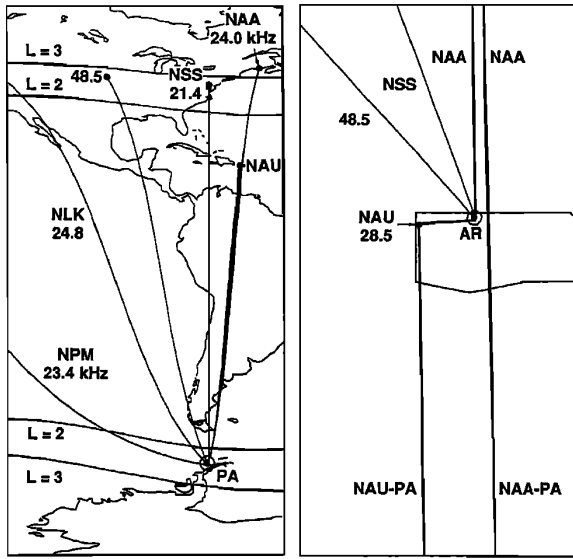 NAA
24.0 kHz
L = 3
48.5
NSS
21.4
L = 2
NAU
NLK
24.8
NPM
23.4 kHz
L = 2
L = 3
PA
NAA
NAA
NSS
48.5
NAU
28.5
AR
NAU-PA
NAA-PA